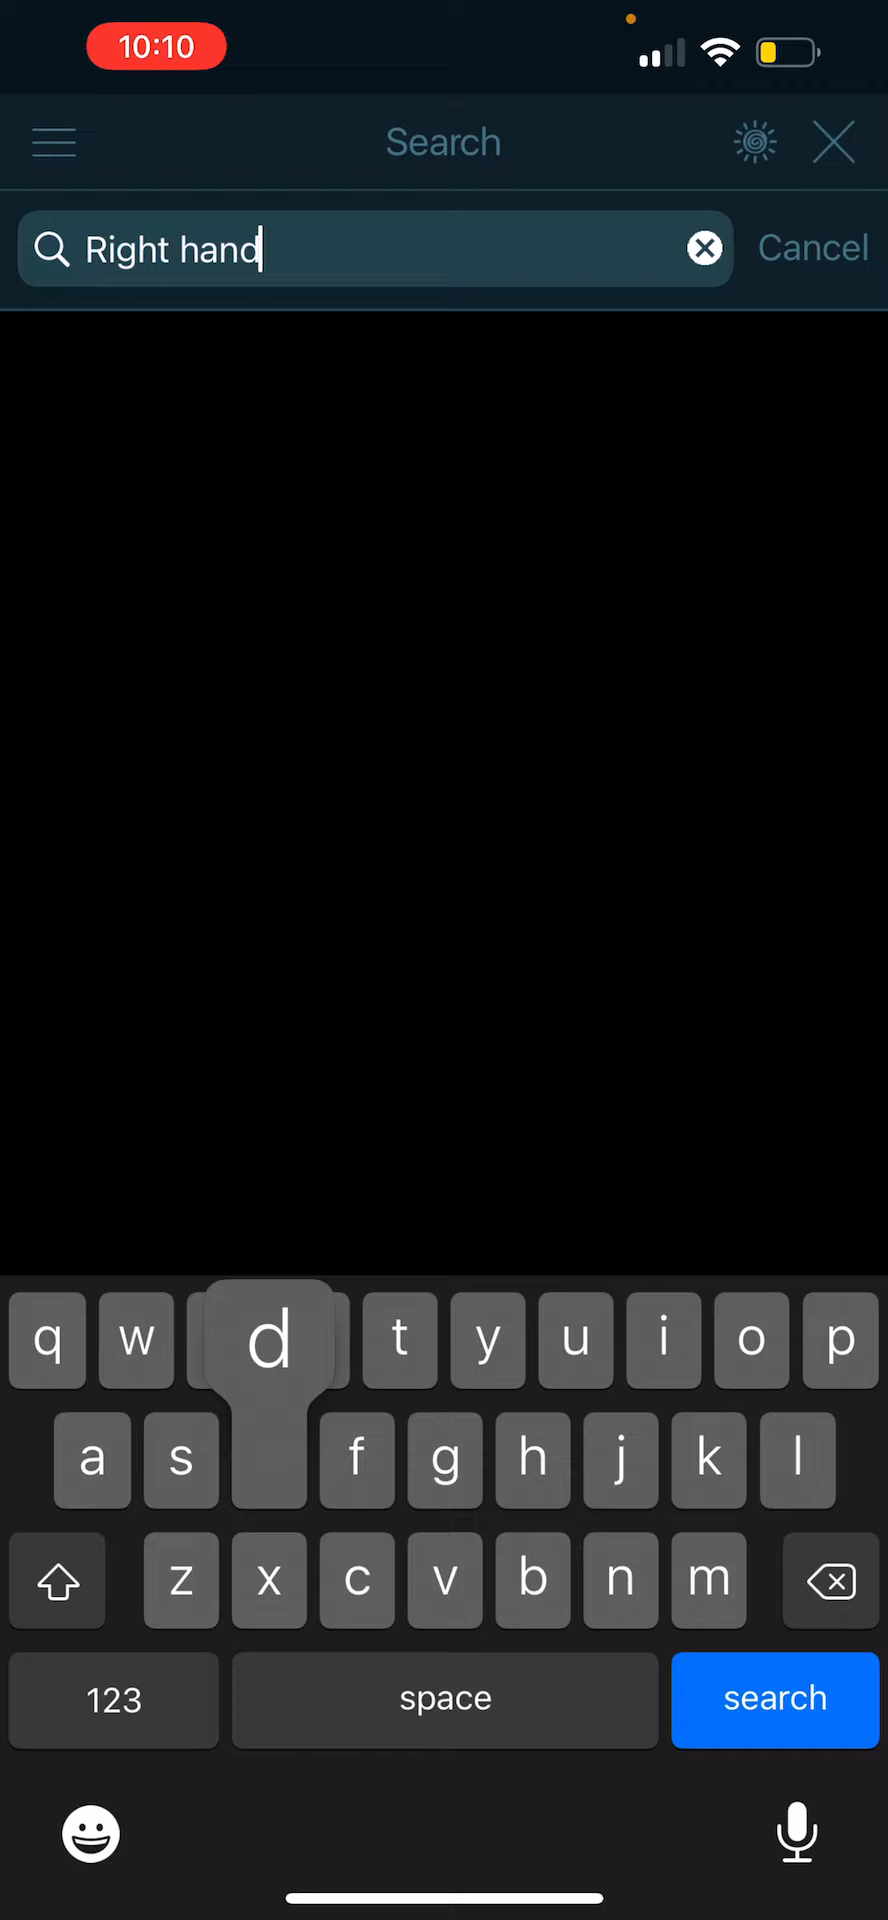 10:10
Search
Right hand
Cancel
q w d t y u i o p
a s f g h j k l
z x c v b n m
123 space search